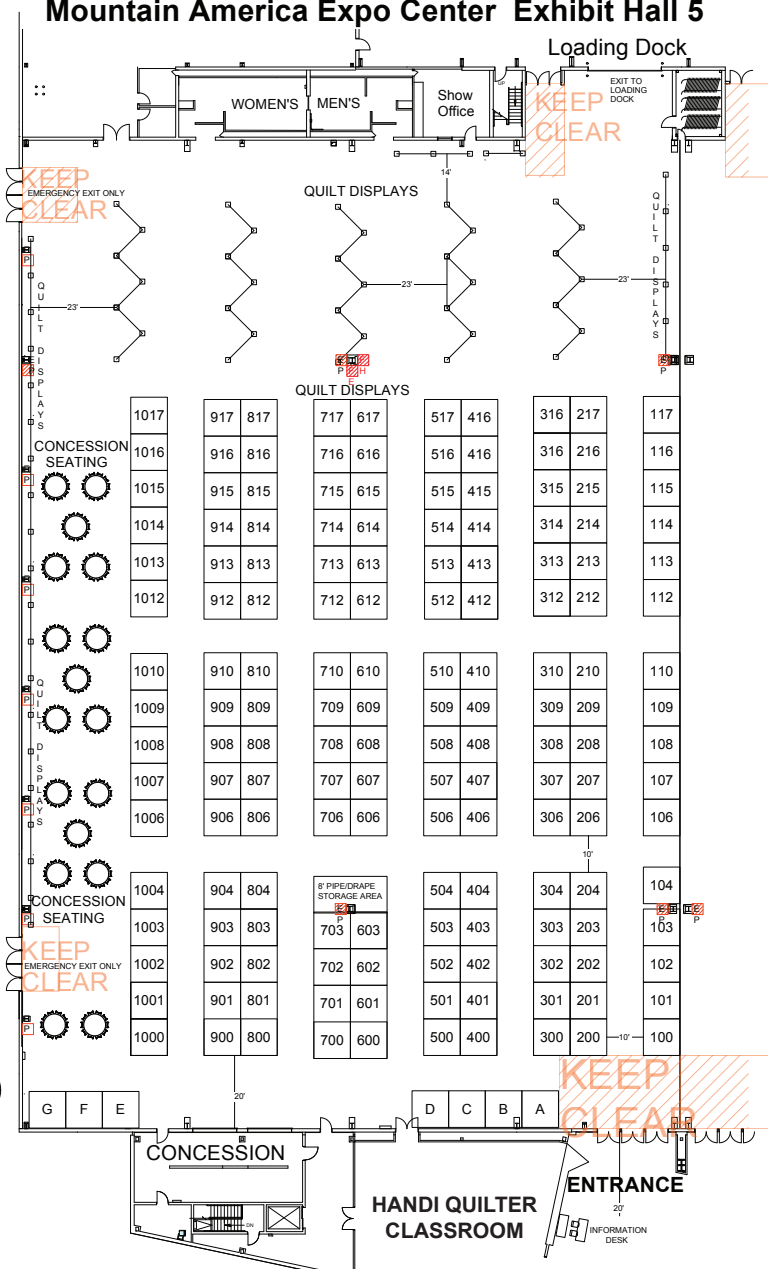 Mountain America Expo Center Exhibit Hall 5
Loading Dock
WOMEN'S
MEN'S
Show
Office
UP
EXIT TO
LOADING
DOCK
KEEP
CLEAR
KEEP
EMERGENCY EXIT ONLY
CLEAR
14'
QUILT DISPLAYS
QUILT DISPLAYS
QUILT DISPLAYS
23'
23'
23'
P
P
P
E
H
P
QUILT DISPLAYS
1017 917 817 717 617 517 416 316 217 117
CONCESSION
SEATING
1016 916 816 716 616 516 416 316 216 116
1015 915 815 715 615 515 415 315 215 115
1014 914 814 714 614 514 414 314 214 114
1013 913 813 713 613 513 413 313 213 113
1012 912 812 712 612 512 412 312 212 112
P
P
1010 910 810 710 610 510 410 310 210 110
QUILT DISPLAYS
P
1009 909 809 709 609 509 409 309 209 109
1008 908 808 708 608 508 408 308 208 108
1007 907 807 707 607 507 407 307 207 107
P
1006 906 806 706 606 506 406 306 206 106
10'
1004 904 804
8' PIPE/DRAPE
STORAGE AREA
504 404 304 204 104
CONCESSION
SEATING
P
P
P
P
1003 903 803 703 603 503 403 303 203 103
KEEP
EMERGENCY EXIT ONLY
CLEAR
1002 902 802 702 602 502 402 302 202 102
1001 901 801 701 601 501 401 301 201 101
P
1000 900 800 700 600 500 400 300 200 10' 100
KEEP
CLEAR
20'
G F E D C B A
CONCESSION
DN
HANDI QUILTER
CLASSROOM
ENTRANCE
20'
INFORMATION
DESK